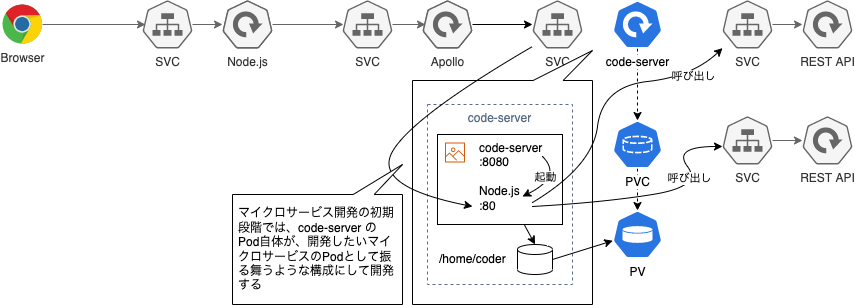 Browser
SVC
Node.js
SVC
Apollo
SVC
code-server
SVC
REST API
呼び出し
code-server
code-server
:8080
起動
Node.js
:80
PVC
呼び出し
SVC
REST API
マイクロサービス開発の初期
段階では、code-server の
Pod自体が、開発したいマイ
クロサービスのPodとして振
る舞うような構成にして開発
する
/home/coder
PV